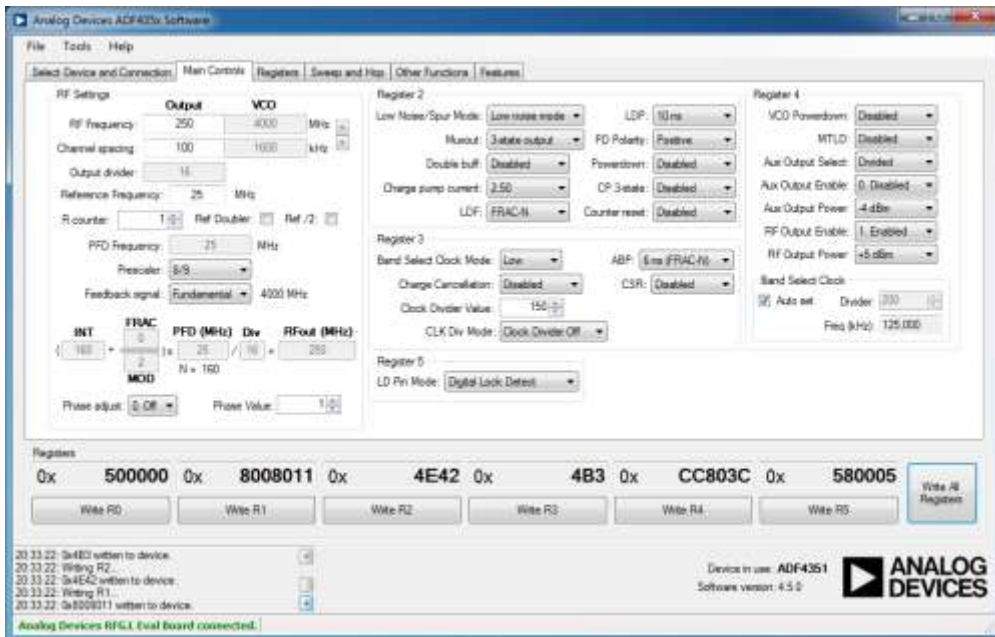 Analog Devices ADF435x Software
File Tools Help
Select Device and Connection Main Controls Registers Sweep and Hop Other Functions Features
RF Settings
Output VCO
RF Frequency: 250 4000 MHz
Channel spacing: 100 1600 kHz
Output divider: 16
Reference Frequency: 25 MHz
R counter: 1 Ref Doubler: Ref /2:
PFD Frequency: 25 MHz
Prescaler: 8/9
Feedback signal: Fundamental 4000 MHz
INT FRAC PFD (MHz) Div RFout (MHz)
( 160 + 0 ) x 25 / 16 = 250
2
MOD
N = 160
Phase adjust: 0. Off Phase Value: 1
Register 2
Low Noise/Spur Mode: Low noise mode LDP: 10 ns
Muxout: 3-state output PD Polarity: Positive
Double buff: Disabled Powerdown: Disabled
Charge pump current: 2.50 CP 3-state: Disabled
LDF: FRAC-N Counter reset: Disabled
Register 3
Band Select Clock Mode: Low ABP: 6 ns (FRAC-N)
Charge Cancellation: Disabled CSR: Disabled
Clock Divider Value: 150
CLK Div Mode: Clock Divider Off
Register 5
LD Pin Mode: Digital Lock Detect
Register 4
VCO Powerdown: Disabled
MTLD: Disabled
Aux Output Select: Divided
Aux Output Enable: 0. Disabled
Aux Output Power: -4 dBm
RF Output Enable: 1. Enabled
RF Output Power: +5 dBm
Band Select Clock
Auto set Divider: 200
Freq (kHz): 125.000
Registers
0x 500000 0x 8008011 0x 4E42 0x 4B3 0x CC803C 0x 580005
Write R0 Write R1 Write R2 Write R3 Write R4 Write R5 Write All Registers
20:33:22: 0x4B3 written to device.
20:33:22: Writing R2...
20:33:22: 0x4E42 written to device.
20:33:22: Writing R1...
20:33:22: 0x8008011 written to device.
Device in use: ADF4351
Software version: 4.5.0
ANALOG DEVICES
Analog Devices RFG.L Eval Board connected.